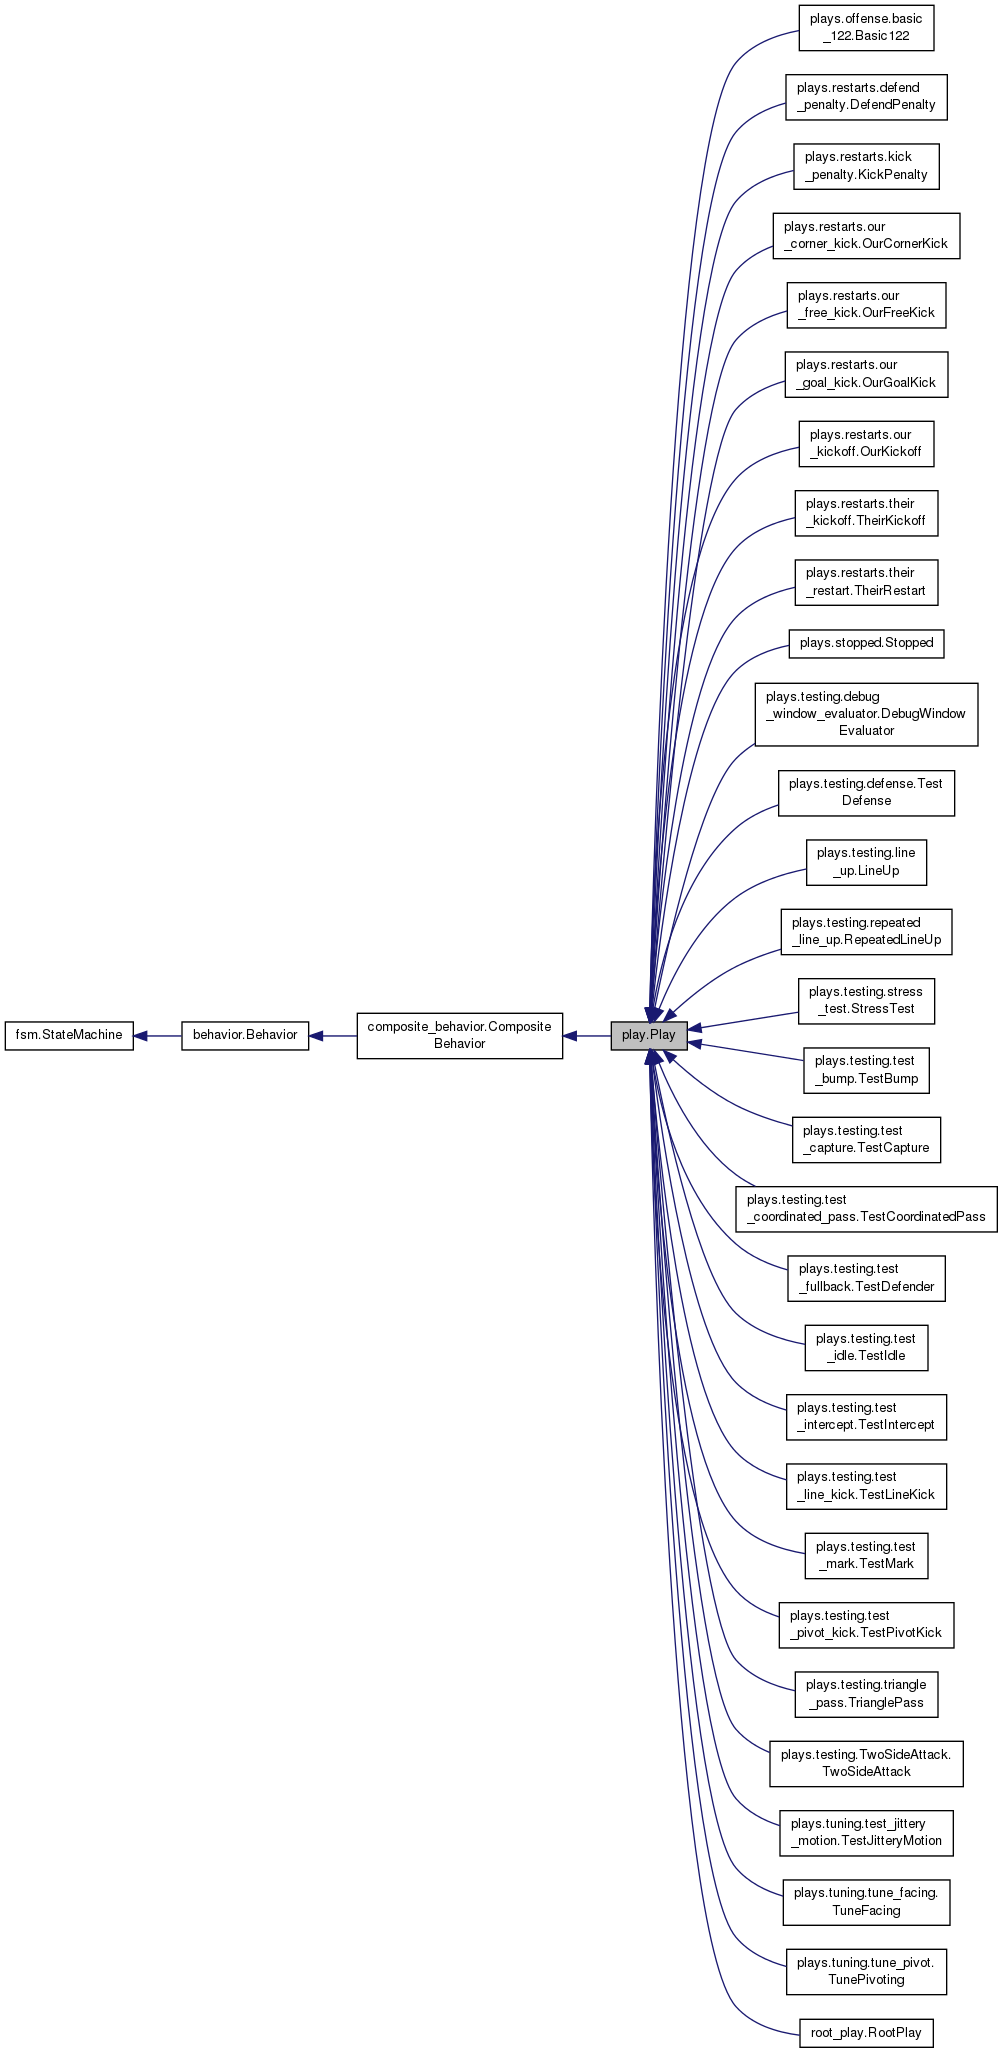 plays.offense.basic
_122.Basic122
plays.restarts.defend
_penalty.DefendPenalty
plays.restarts.kick
_penalty.KickPenalty
plays.restarts.our
_corner_kick.OurCornerKick
plays.restarts.our
_free_kick.OurFreeKick
plays.restarts.our
_goal_kick.OurGoalKick
plays.restarts.our
_kickoff.OurKickoff
plays.restarts.their
_kickoff.TheirKickoff
plays.restarts.their
_restart.TheirRestart
plays.stopped.Stopped
plays.testing.debug
_window_evaluator.DebugWindow
Evaluator
plays.testing.defense.Test
Defense
plays.testing.line
_up.LineUp
plays.testing.repeated
_line_up.RepeatedLineUp
plays.testing.stress
_test.StressTest
fsm.StateMachine
behavior.Behavior
composite_behavior.Composite
Behavior
play.Play
plays.testing.test
_bump.TestBump
plays.testing.test
_capture.TestCapture
plays.testing.test
_coordinated_pass.TestCoordinatedPass
plays.testing.test
_fullback.TestDefender
plays.testing.test
_idle.TestIdle
plays.testing.test
_intercept.TestIntercept
plays.testing.test
_line_kick.TestLineKick
plays.testing.test
_mark.TestMark
plays.testing.test
_pivot_kick.TestPivotKick
plays.testing.triangle
_pass.TrianglePass
plays.testing.TwoSideAttack.
TwoSideAttack
plays.tuning.test_jittery
_motion.TestJitteryMotion
plays.tuning.tune_facing.
TuneFacing
plays.tuning.tune_pivot.
TunePivoting
root_play.RootPlay